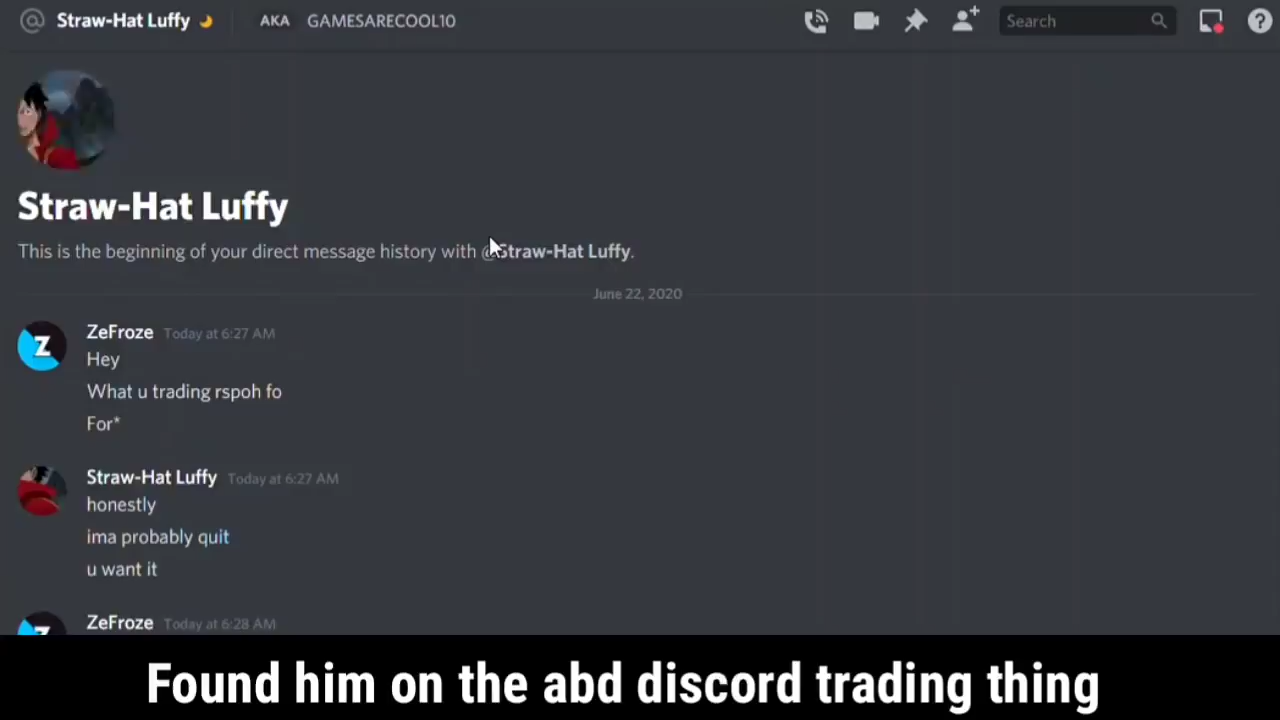 Straw-Hat Luffy AKA GAMESARECOOL10 Search
Straw-Hat Luffy
This is the beginning of your direct message history with @Straw-Hat Luffy.
June 22, 2020
ZeFroze Today at 6:27 AM
Hey
What u trading rspoh fo
For*
Straw-Hat Luffy Today at 6:27 AM
honestly
ima probably quit
u want it
ZeFroze Today at 6:28 AM
Found him on the abd discord trading thing